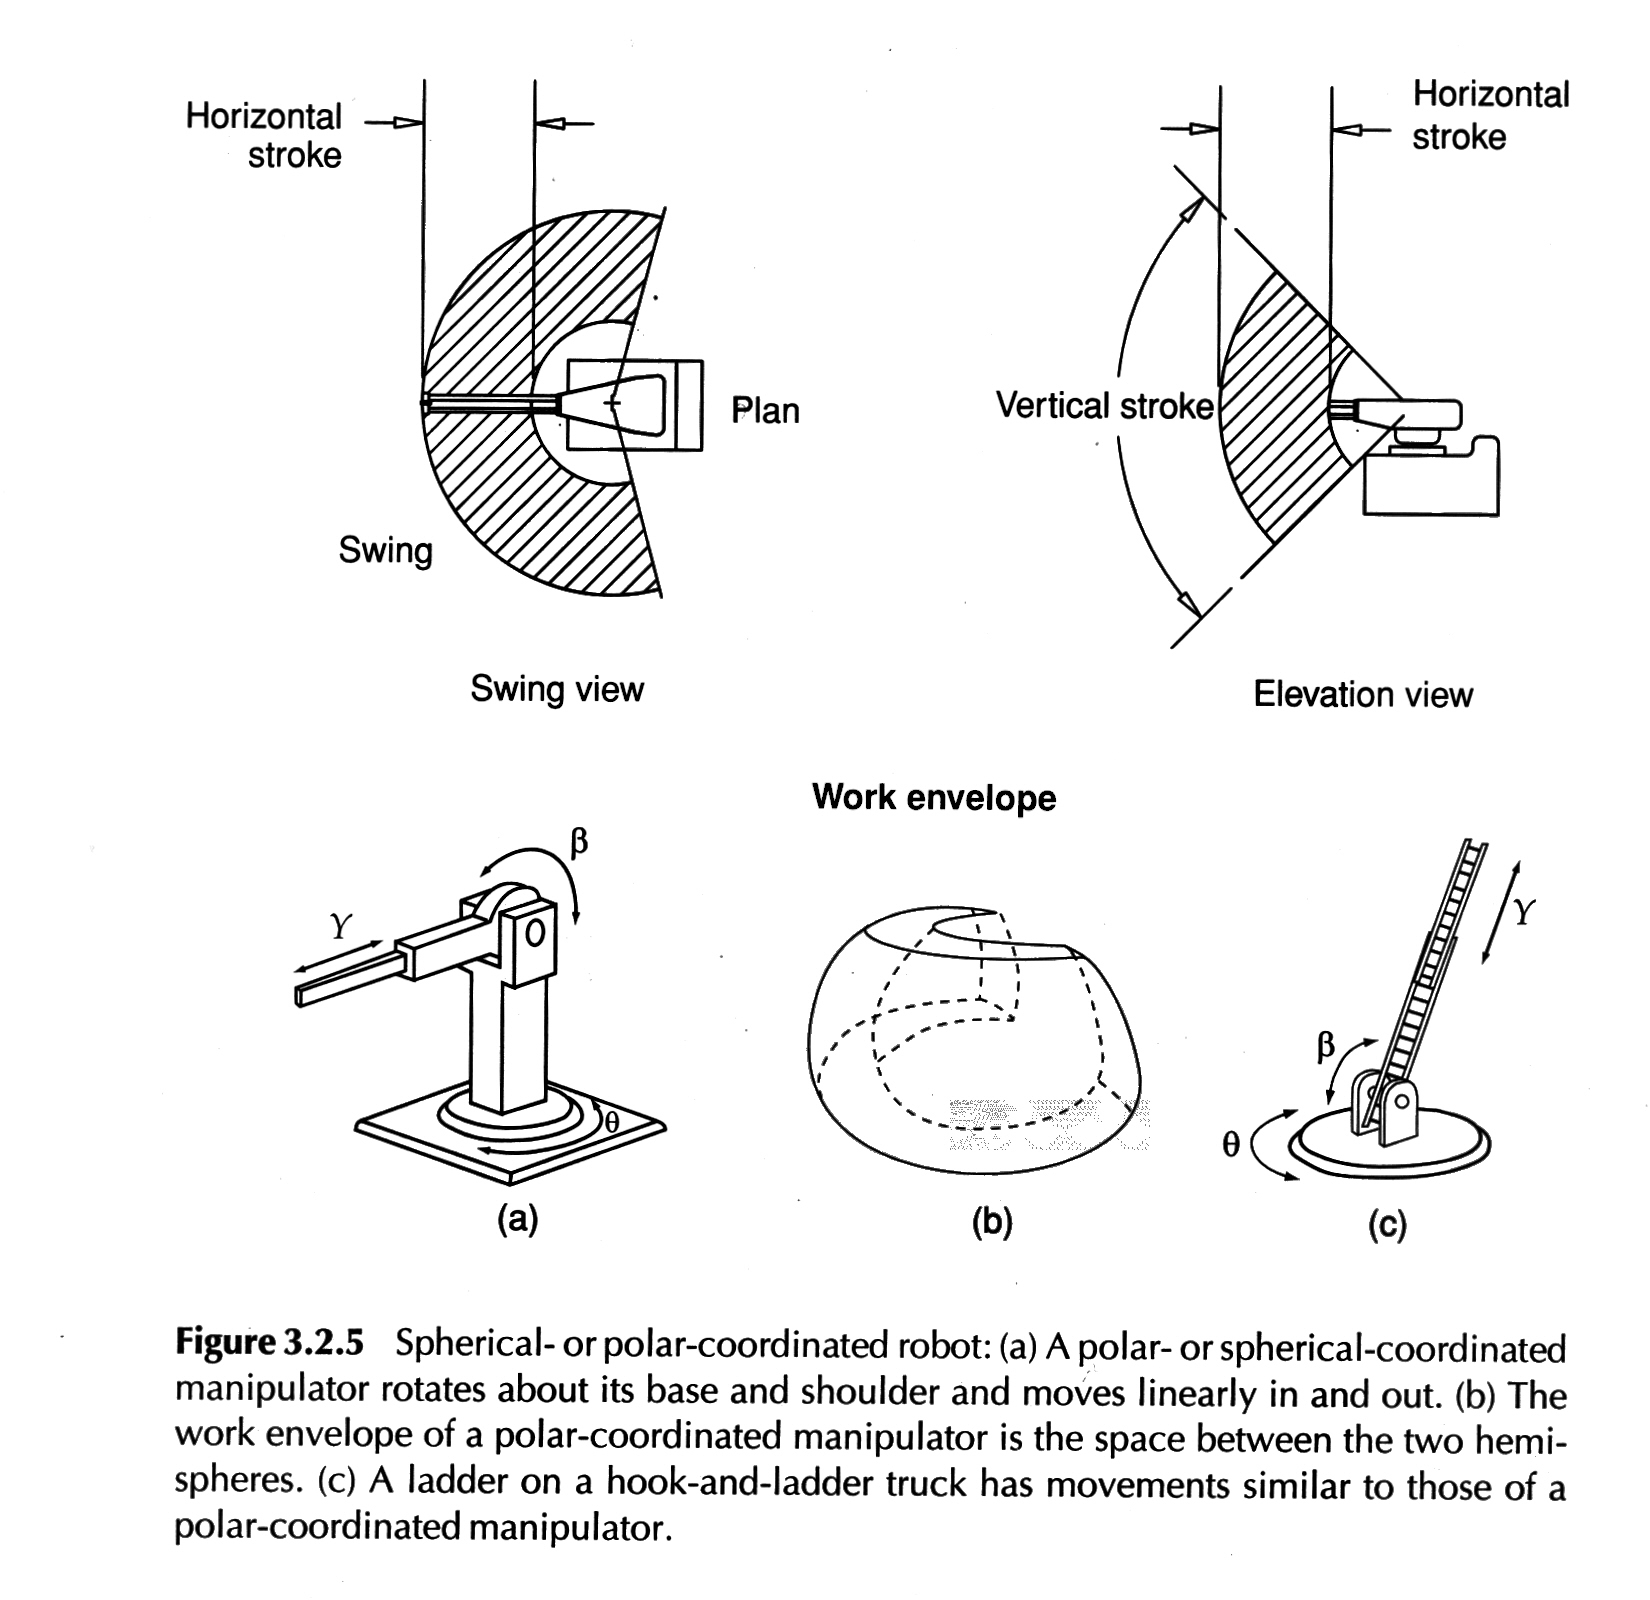 Horizontal
stroke
Horizontal
stroke
Vertical stroke
Plan
Swing
Swing view
Elevation view
Work envelope
β
ϒ
θ
(a)
(b)
ϒ
β
θ
(c)
Figure 3.2.5 Spherical- or polar-coordinated robot: (a) A polar- or spherical-coordinated
manipulator rotates about its base and shoulder and moves linearly in and out. (b) The
work envelope of a polar-coordinated manipulator is the space between the two hemi-
spheres. (c) A ladder on a hook-and-ladder truck has movements similar to those of a
polar-coordinated manipulator.